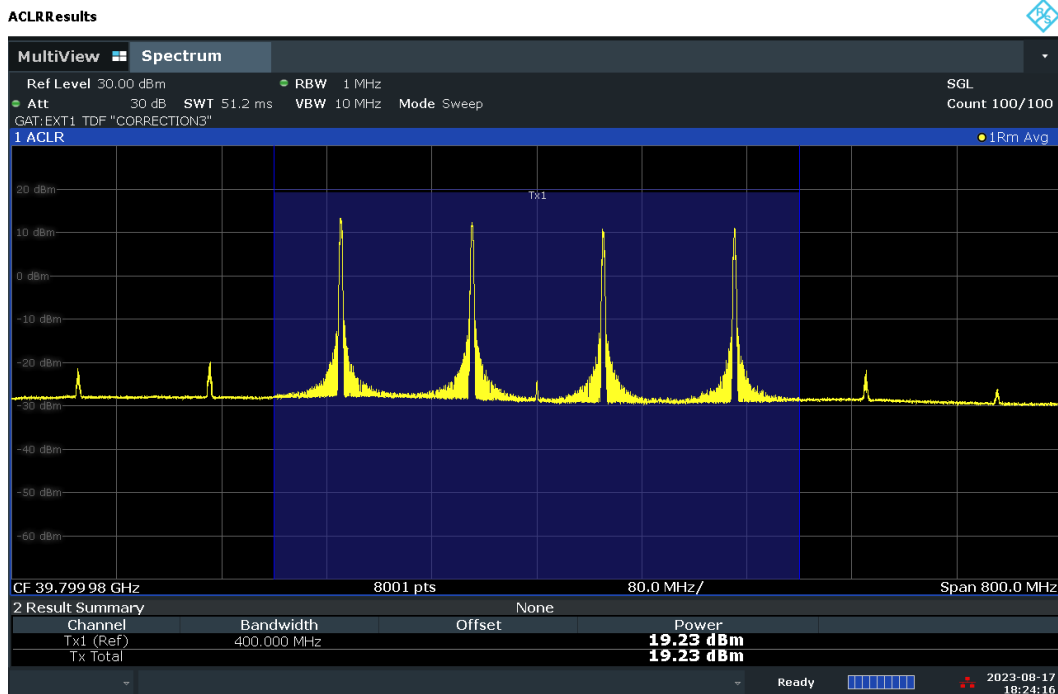 ACLRResults
R&S
MultiView Spectrum
Ref Level 30.00 dBm RBW 1 MHz SGL
Att 30 dB SWT 51.2 ms VBW 10 MHz Mode Sweep Count 100/100
GAT:EXT1 TDF "CORRECTION3"
1 ACLR 1Rm Avg
Tx1
20 dBm
10 dBm
0 dBm
-10 dBm
-20 dBm
-30 dBm
-40 dBm
-50 dBm
-60 dBm
CF 39.79998 GHz 8001 pts 80.0 MHz/ Span 800.0 MHz
2 Result Summary None
Channel Bandwidth Offset Power
Tx1 (Ref) 400.000 MHz 19.23 dBm
Tx Total 19.23 dBm
Ready 2023-08-17
18:24:16